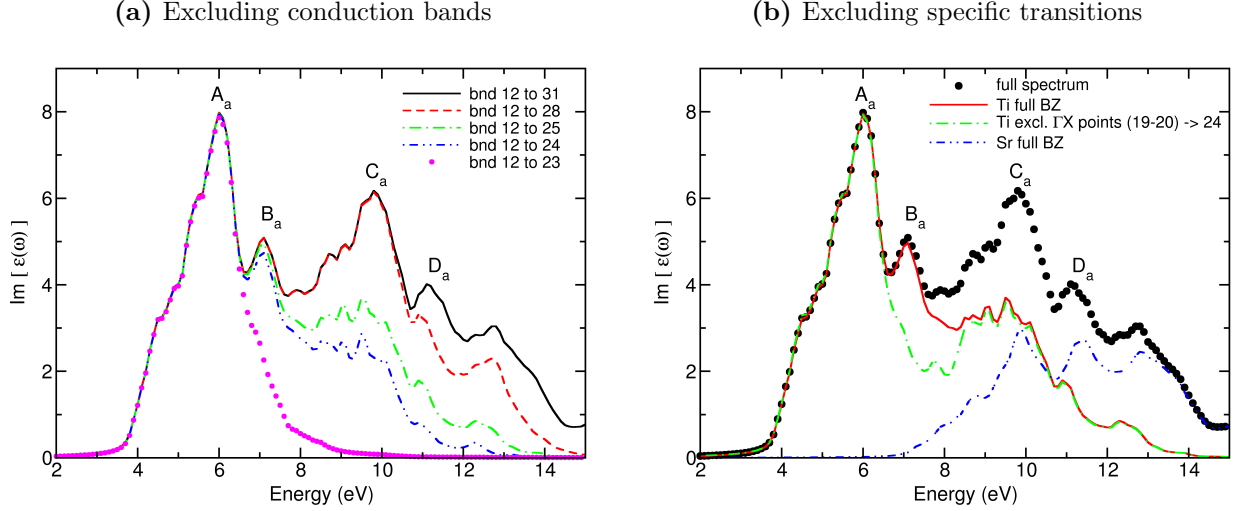 (a) Excluding conduction bands
A_a
B_a
C_a
D_a
bnd 12 to 31
bnd 12 to 28
bnd 12 to 25
bnd 12 to 24
bnd 12 to 23
Im [ ε(ω) ]
0
2
4
6
8
2
4
6
8
10
12
14
Energy (eV)
(b) Excluding specific transitions
A_a
B_a
C_a
D_a
full spectrum
Ti full BZ
Ti excl. ΓX points (19-20) -> 24
Sr full BZ
Im [ ε(ω) ]
0
2
4
6
8
2
4
6
8
10
12
14
Energy (eV)